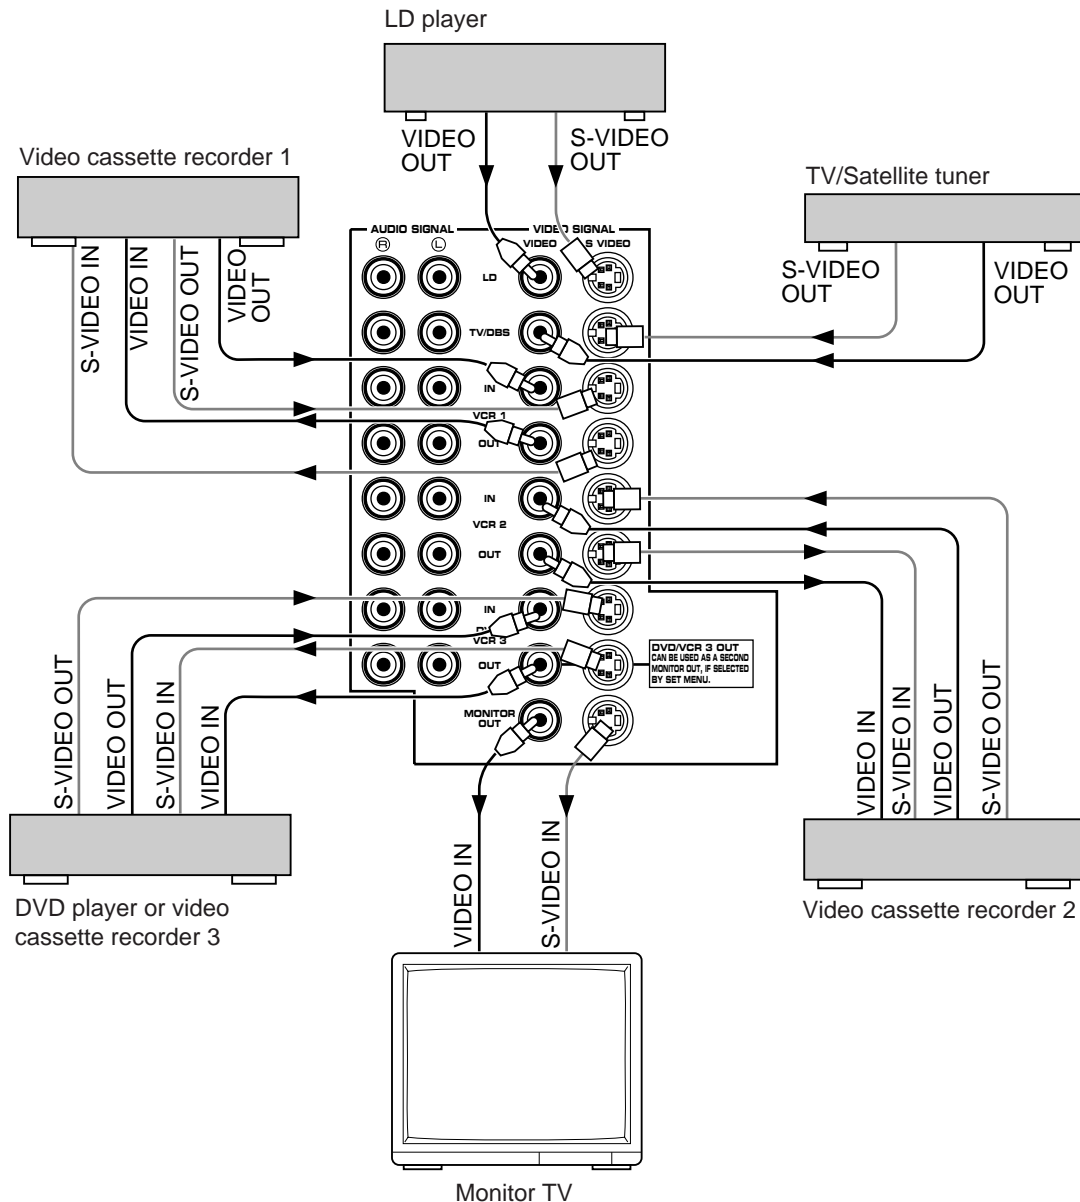 LD player
VIDEO
OUT
S-VIDEO
OUT
Video cassette recorder 1
TV/Satellite tuner
S-VIDEO IN
VIDEO IN
S-VIDEO OUT
VIDEO
OUT
S-VIDEO
OUT
VIDEO
OUT
AUDIO SIGNAL
VIDEO SIGNAL
R
L
VIDEO
S VIDEO
LD
TV/DBS
IN
VCR 1
OUT
IN
VCR 2
OUT
IN
VCR 3
OUT
DVD/VCR 3 OUT
CAN BE USED AS A SECOND
MONITOR OUT, IF SELECTED
BY SET MENU.
MONITOR
OUT
S-VIDEO OUT
VIDEO OUT
S-VIDEO IN
VIDEO IN
VIDEO IN
S-VIDEO IN
VIDEO OUT
S-VIDEO OUT
DVD player or video
cassette recorder 3
Video cassette recorder 2
VIDEO IN
S-VIDEO IN
Monitor TV